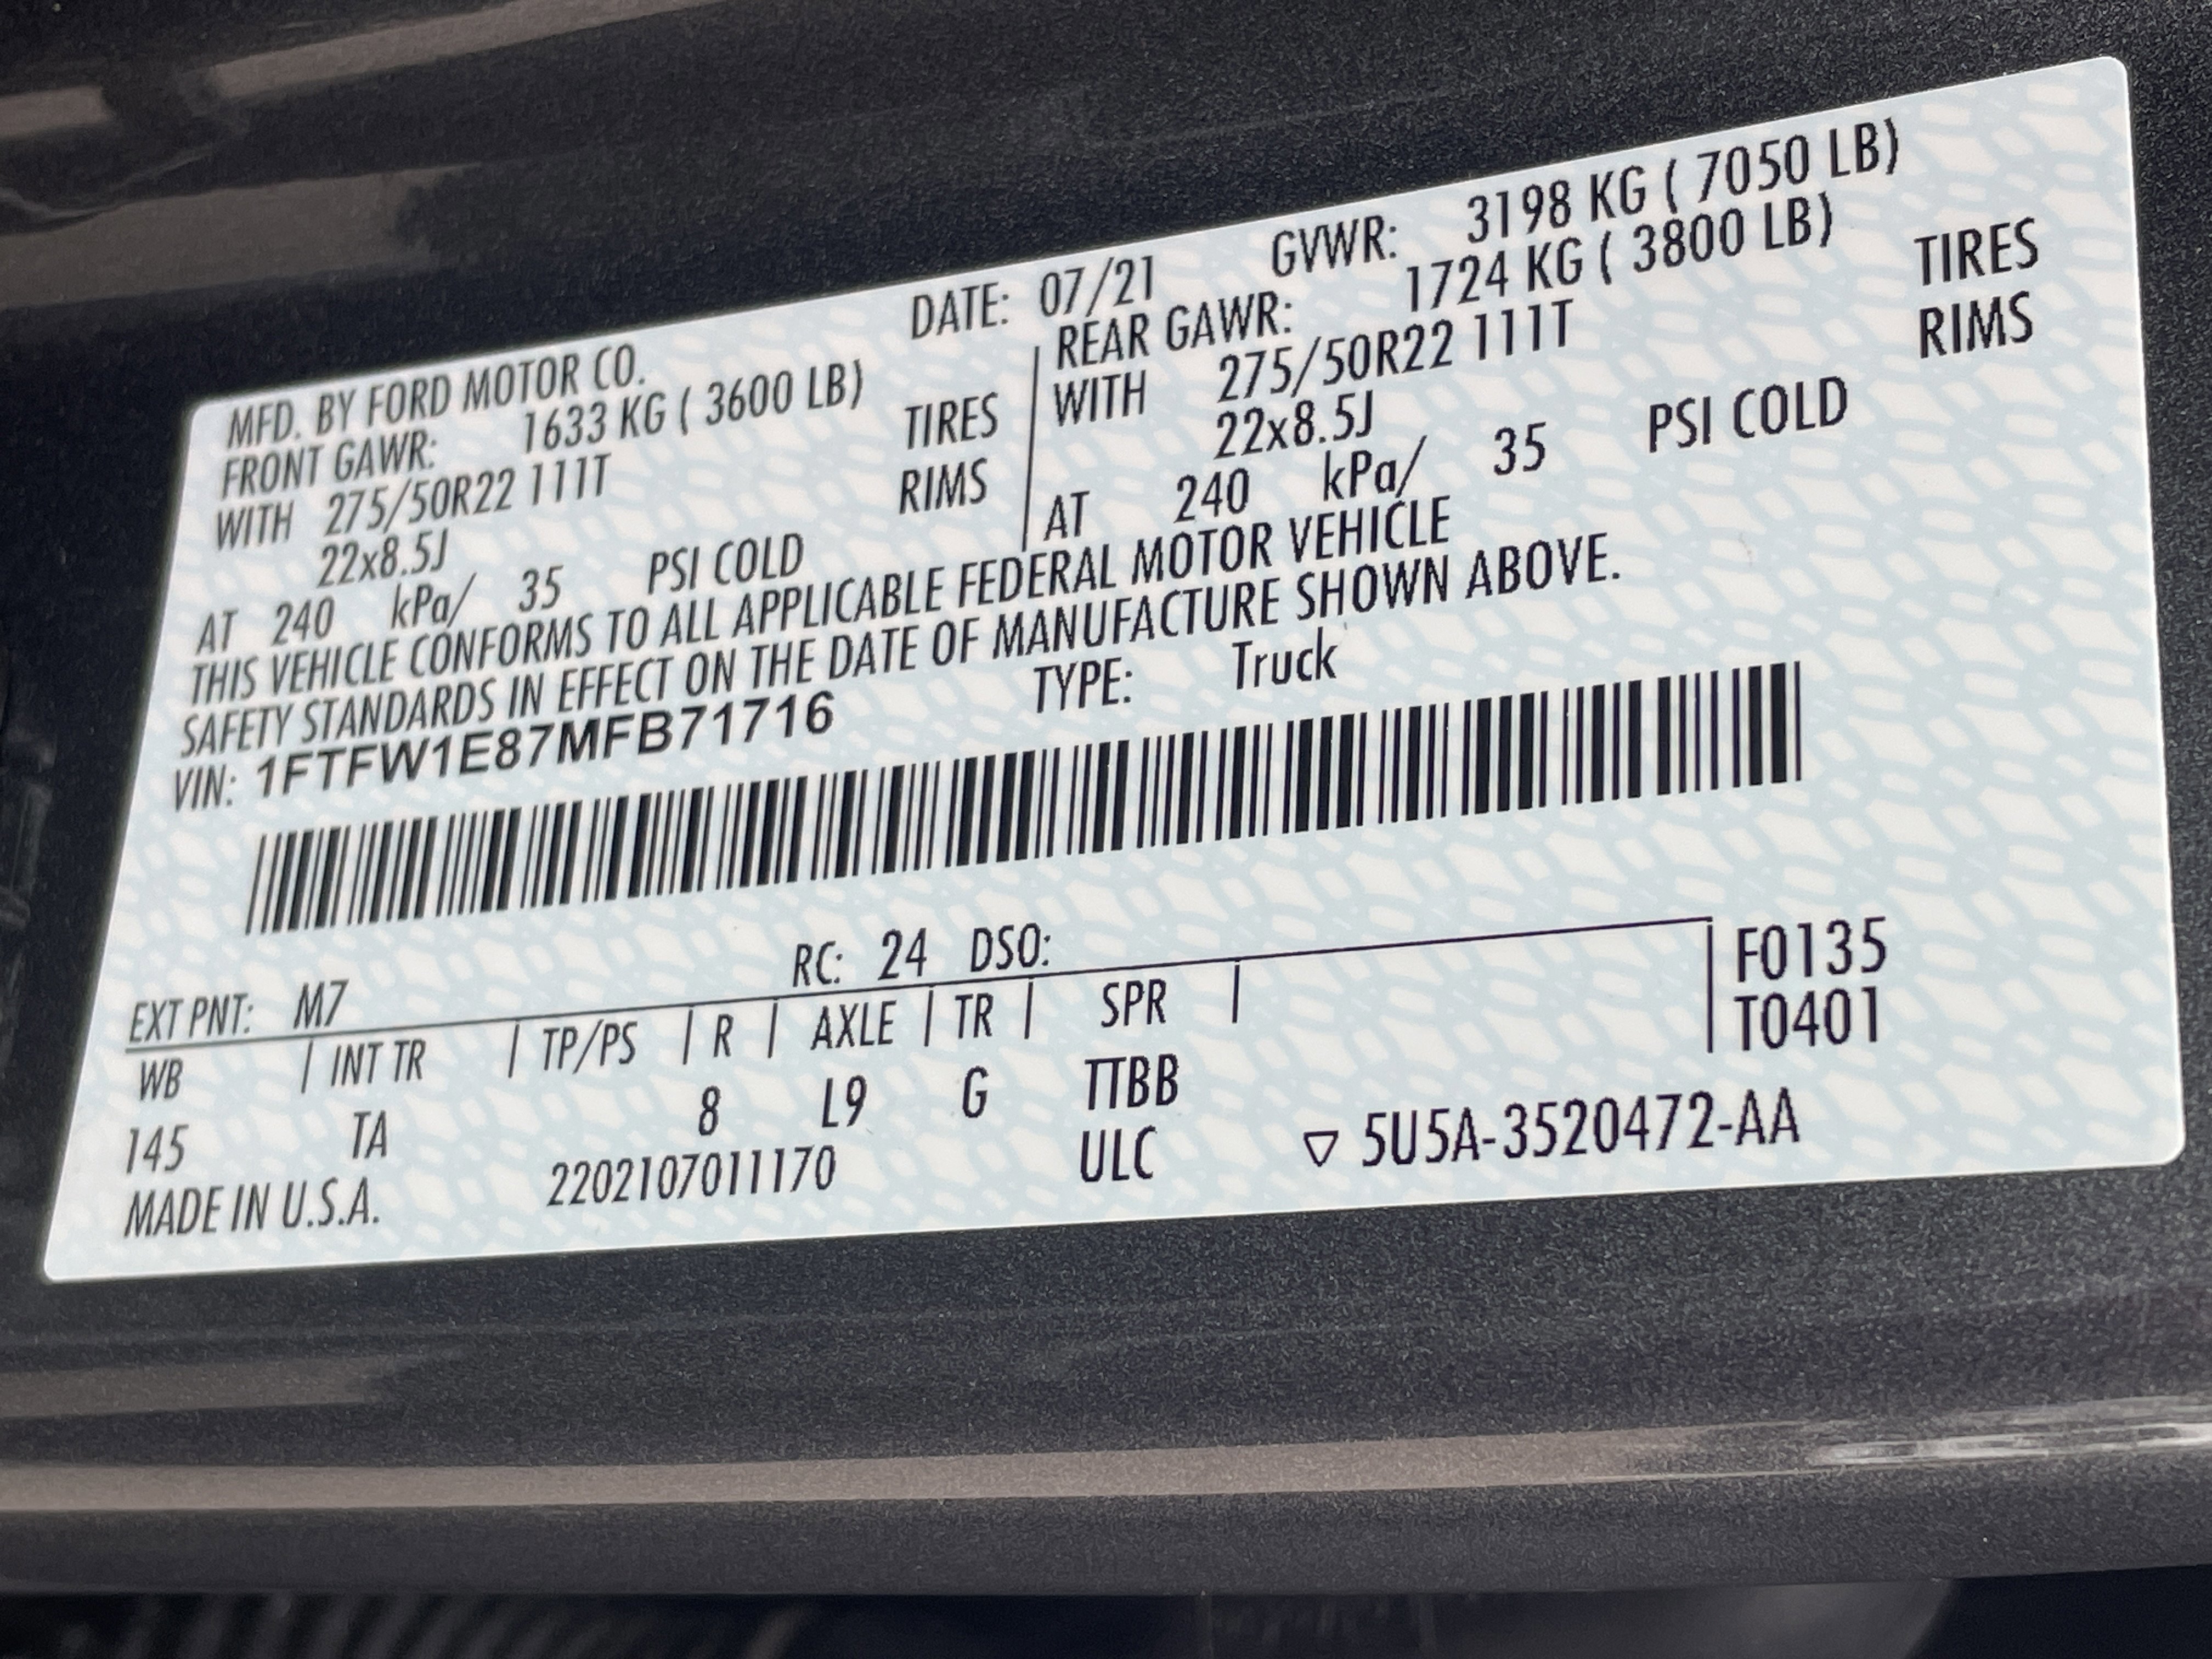 MFD. BY FORD MOTOR CO. DATE: 07/21 GVWR: 3198 KG ( 7050 LB)
FRONT GAWR: 1633 KG ( 3600 LB)
WITH 275/50R22 111T TIRES
22x8.5J RIMS
AT 240 kPa/ 35 PSI COLD
REAR GAWR: 1724 KG ( 3800 LB)
WITH 275/50R22 111T TIRES
22x8.5J RIMS
AT 240 kPa/ 35 PSI COLD
THIS VEHICLE CONFORMS TO ALL APPLICABLE FEDERAL MOTOR VEHICLE
SAFETY STANDARDS IN EFFECT ON THE DATE OF MANUFACTURE SHOWN ABOVE.
VIN: 1FTFW1E87MFB71716 TYPE: Truck
EXT PNT: M7 RC: 24 DSO:
WB | INT TR | TP/PS | R | AXLE | TR | SPR | F0135
T0401
145 TA 8 L9 G TTBB
MADE IN U.S.A. 2202107011170 ULC ▽ 5U5A-3520472-AA